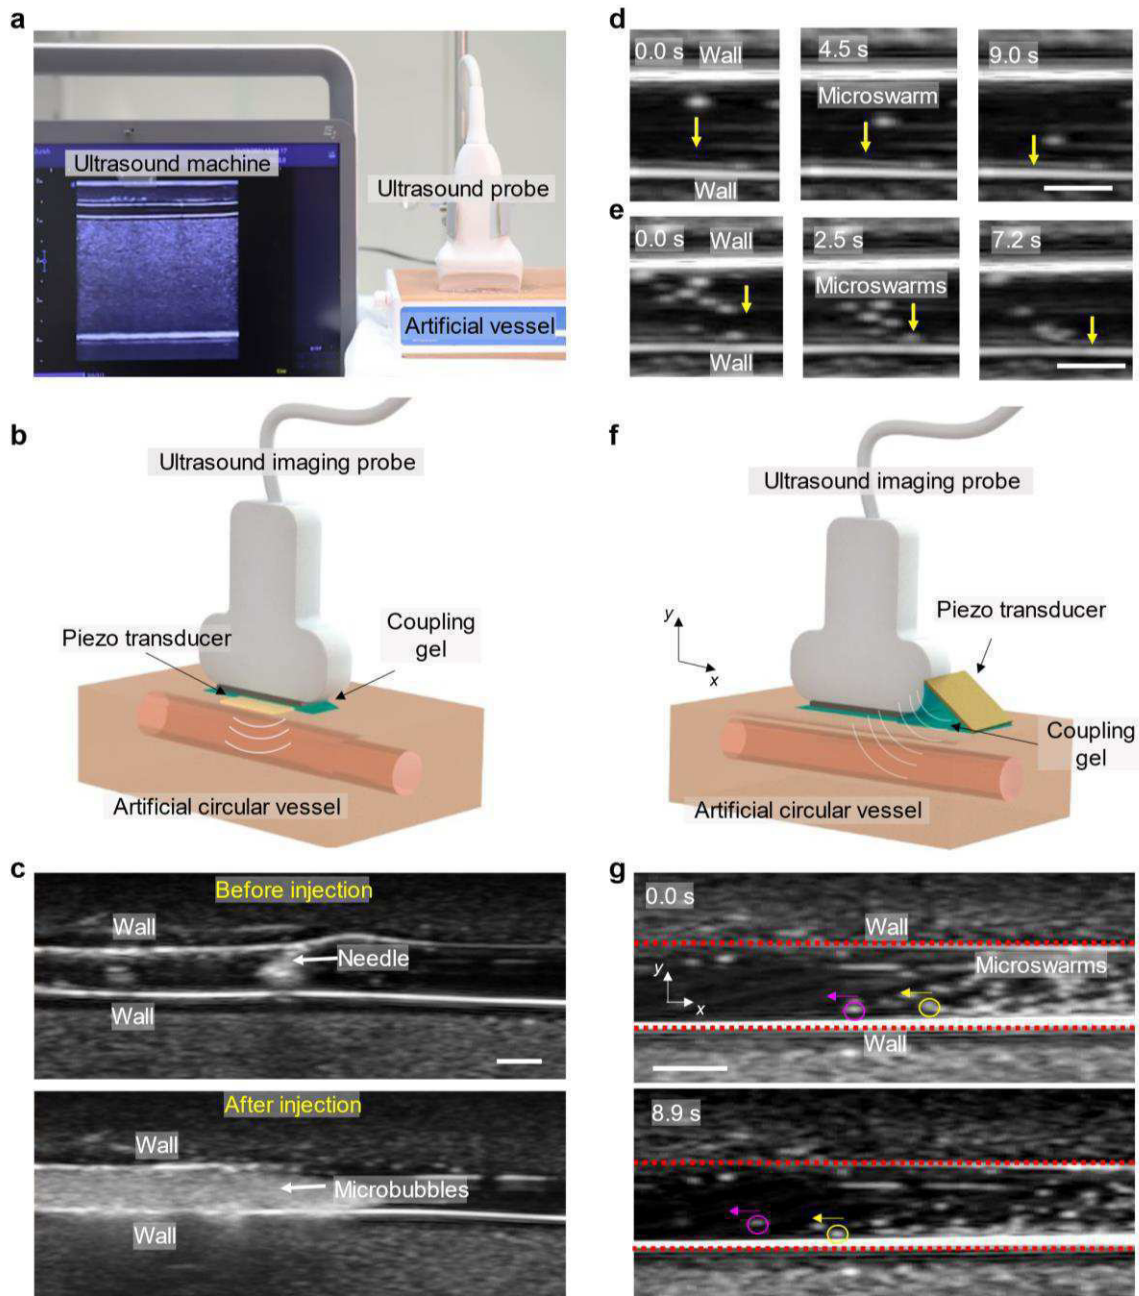 a
Ultrasound machine
Ultrasound probe
Artificial vessel
b
Ultrasound imaging probe
Piezo transducer
Coupling
gel
Artificial circular vessel
c
Before injection
Wall
Needle
Wall
After injection
Wall
Microbubbles
Wall
d
0.0 s
Wall
4.5 s
9.0 s
Microswarm
Wall
e
0.0 s
Wall
2.5 s
7.2 s
Microswarms
Wall
f
Ultrasound imaging probe
Piezo transducer
y
x
Coupling
gel
Artificial circular vessel
g
0.0 s
Wall
y
x
Microswarms
Wall
8.9 s